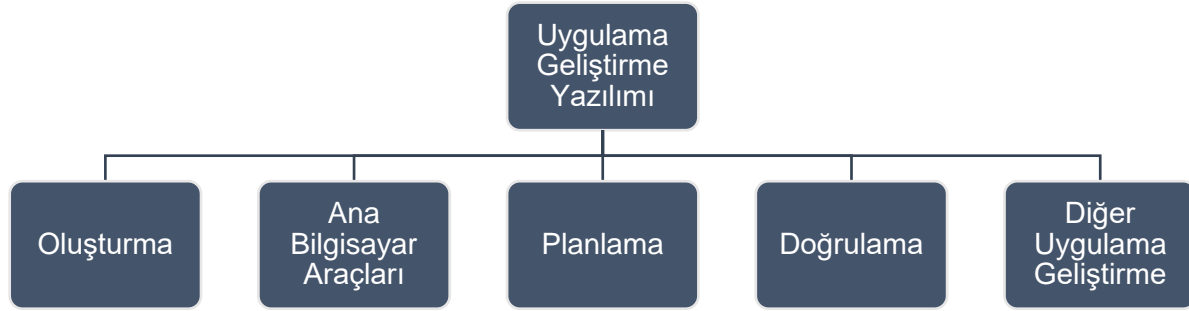 Uygulama
Geliştirme
Yazılımı
Oluşturma
Ana
Bilgisayar
Araçları
Planlama
Doğrulama
Diğer
Uygulama
Geliştirme